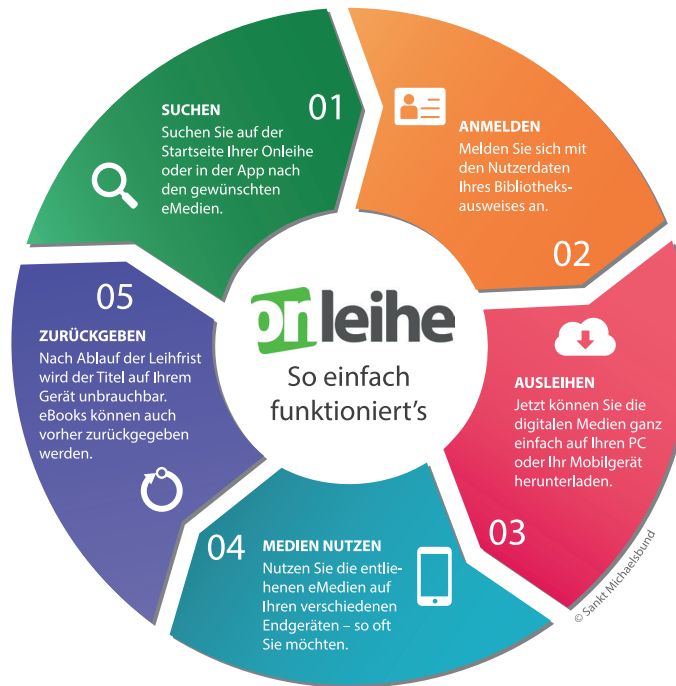 01
SUCHEN
Suchen Sie auf der
Startseite Ihrer Onleihe
oder in der App nach
den gewünschten
eMedien.
ANMELDEN
Melden Sie sich mit
den Nutzerdaten
Ihres Bibliotheks-
ausweises an.
02
AUSLEIHEN
Jetzt können Sie die
digitalen Medien ganz
einfach auf Ihren PC
oder Ihr Mobilgerät
herunterladen.
03
04
MEDIEN NUTZEN
Nutzen Sie die entlie-
henen eMedien auf
Ihren verschiedenen
Endgeräten – so oft
Sie möchten.
05
ZURÜCKGEBEN
Nach Ablauf der Leihfrist
wird der Titel auf Ihrem
Gerät unbrauchbar.
eBooks können auch
vorher zurückgegeben
werden.
onleihe
So einfach
funktioniert's
© Sankt Michaelsbund